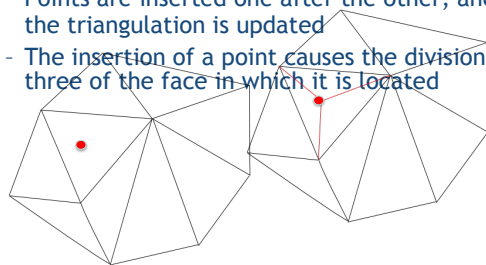 Points are inserted one after the other, and
the triangulation is updated
- The insertion of a point causes the division
three of the face in which it is located